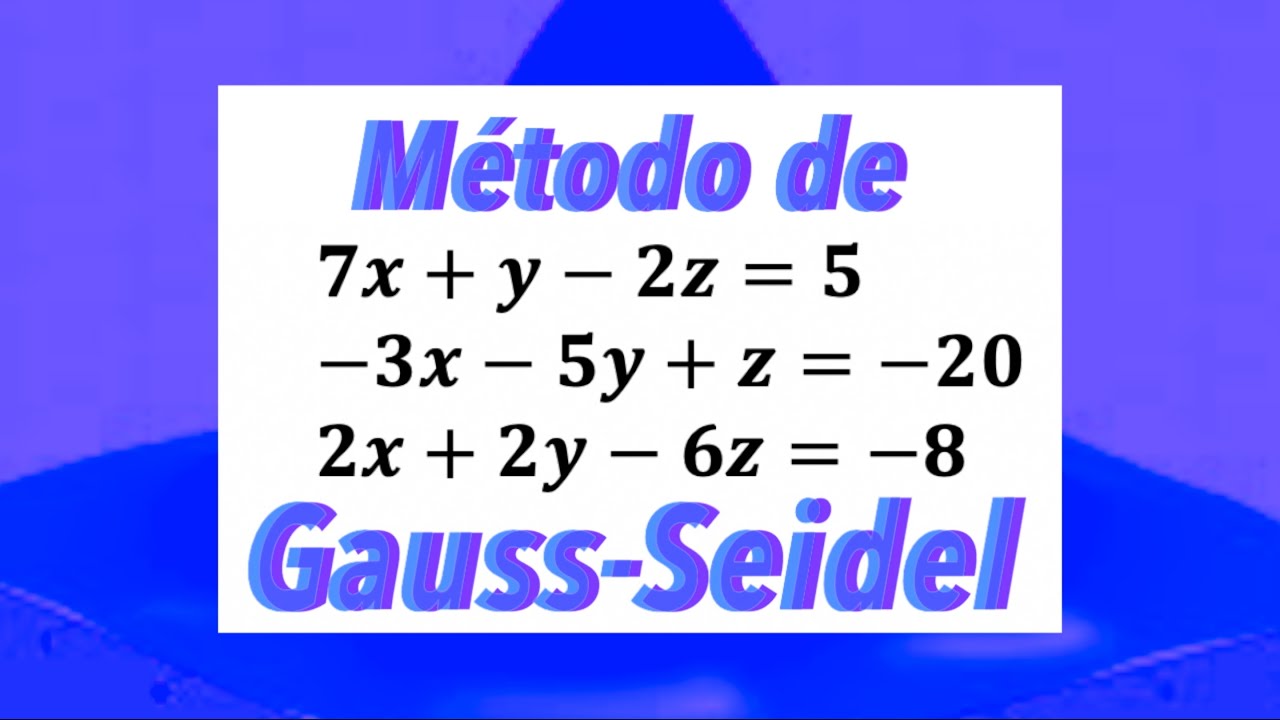 Método de
7x + y − 2z = 5
−3x − 5y + z = −20
2x + 2y − 6z = −8
Gauss-Seidel